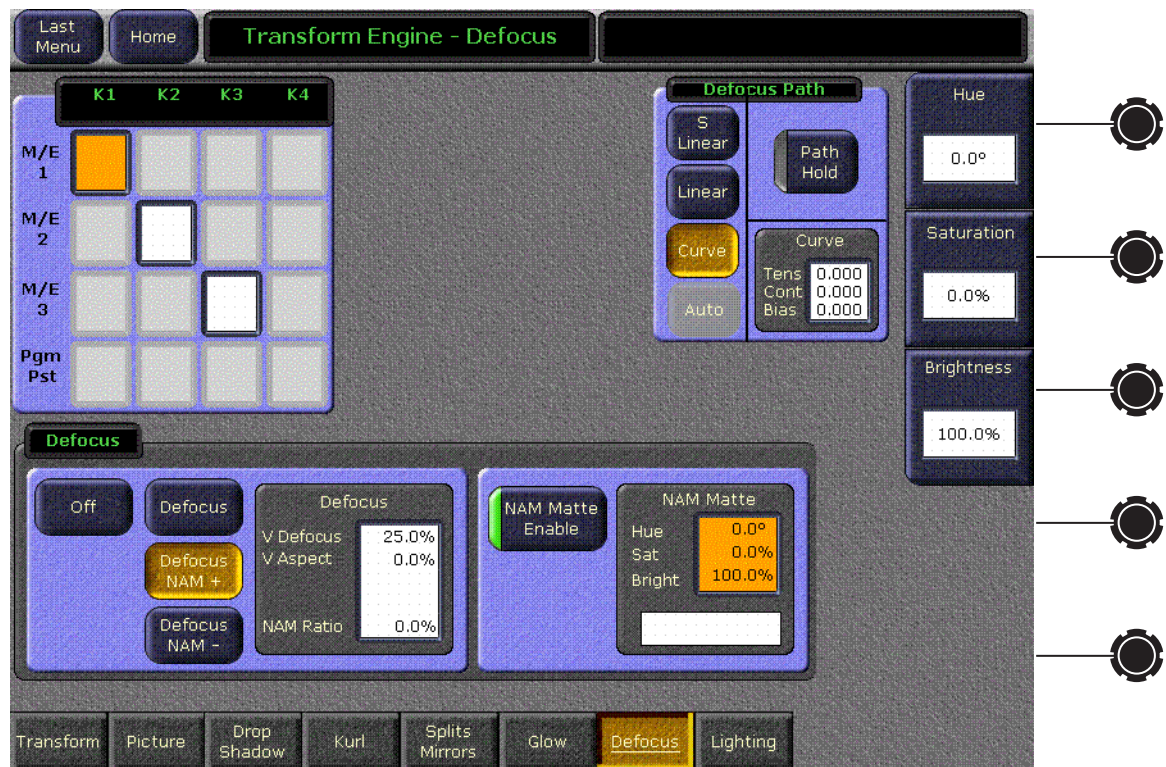 Last
Menu
Home
Transform Engine - Defocus
K1 K2 K3 K4
M/E
1
M/E
2
M/E
3
Pgm
Pst
Defocus Path
S
Linear
Linear
Curve
Auto
Path
Hold
Curve
Tens 0.000
Cont 0.000
Bias 0.000
Hue
0.0°
Saturation
0.0%
Brightness
100.0%
Defocus
Off
Defocus
Defocus
NAM +
Defocus
NAM -
Defocus
V Defocus 25.0%
V Aspect 0.0%
NAM Ratio 0.0%
NAM Matte
Enable
NAM Matte
Hue 0.0°
Sat 0.0%
Bright 100.0%
Transform
Picture
Drop
Shadow
Kurl
Splits
Mirrors
Glow
Defocus
Lighting